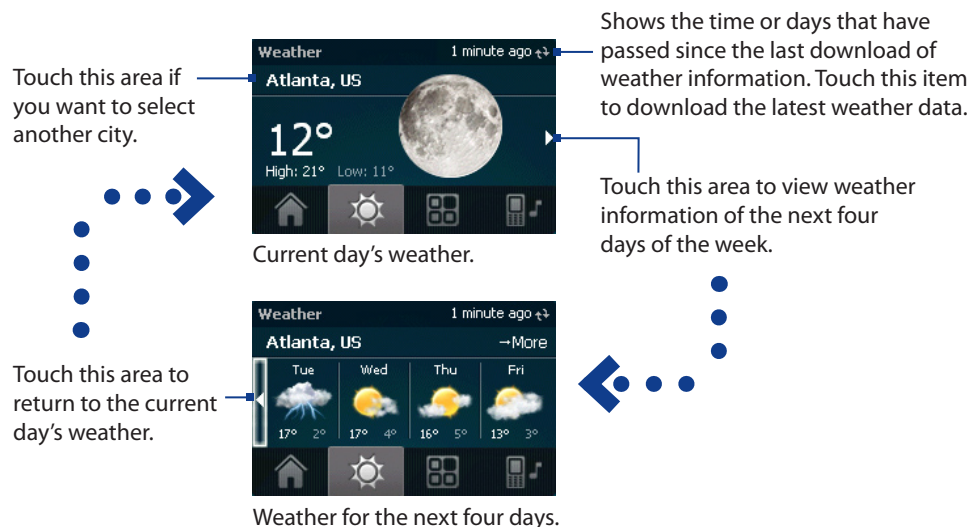 Shows the time or days that have
passed since the last download of
weather information. Touch this item
to download the latest weather data.
Touch this area if
you want to select
another city.
Weather 1 minute ago
Atlanta, US
12°
High: 21° Low: 11°
Touch this area to view weather
information of the next four
days of the week.
Current day’s weather.
Weather 1 minute ago
Atlanta, US →More
Tue Wed Thu Fri
17° 2° 17° 4° 16° 5° 13° 3°
Touch this area to
return to the current
day’s weather.
Weather for the next four days.